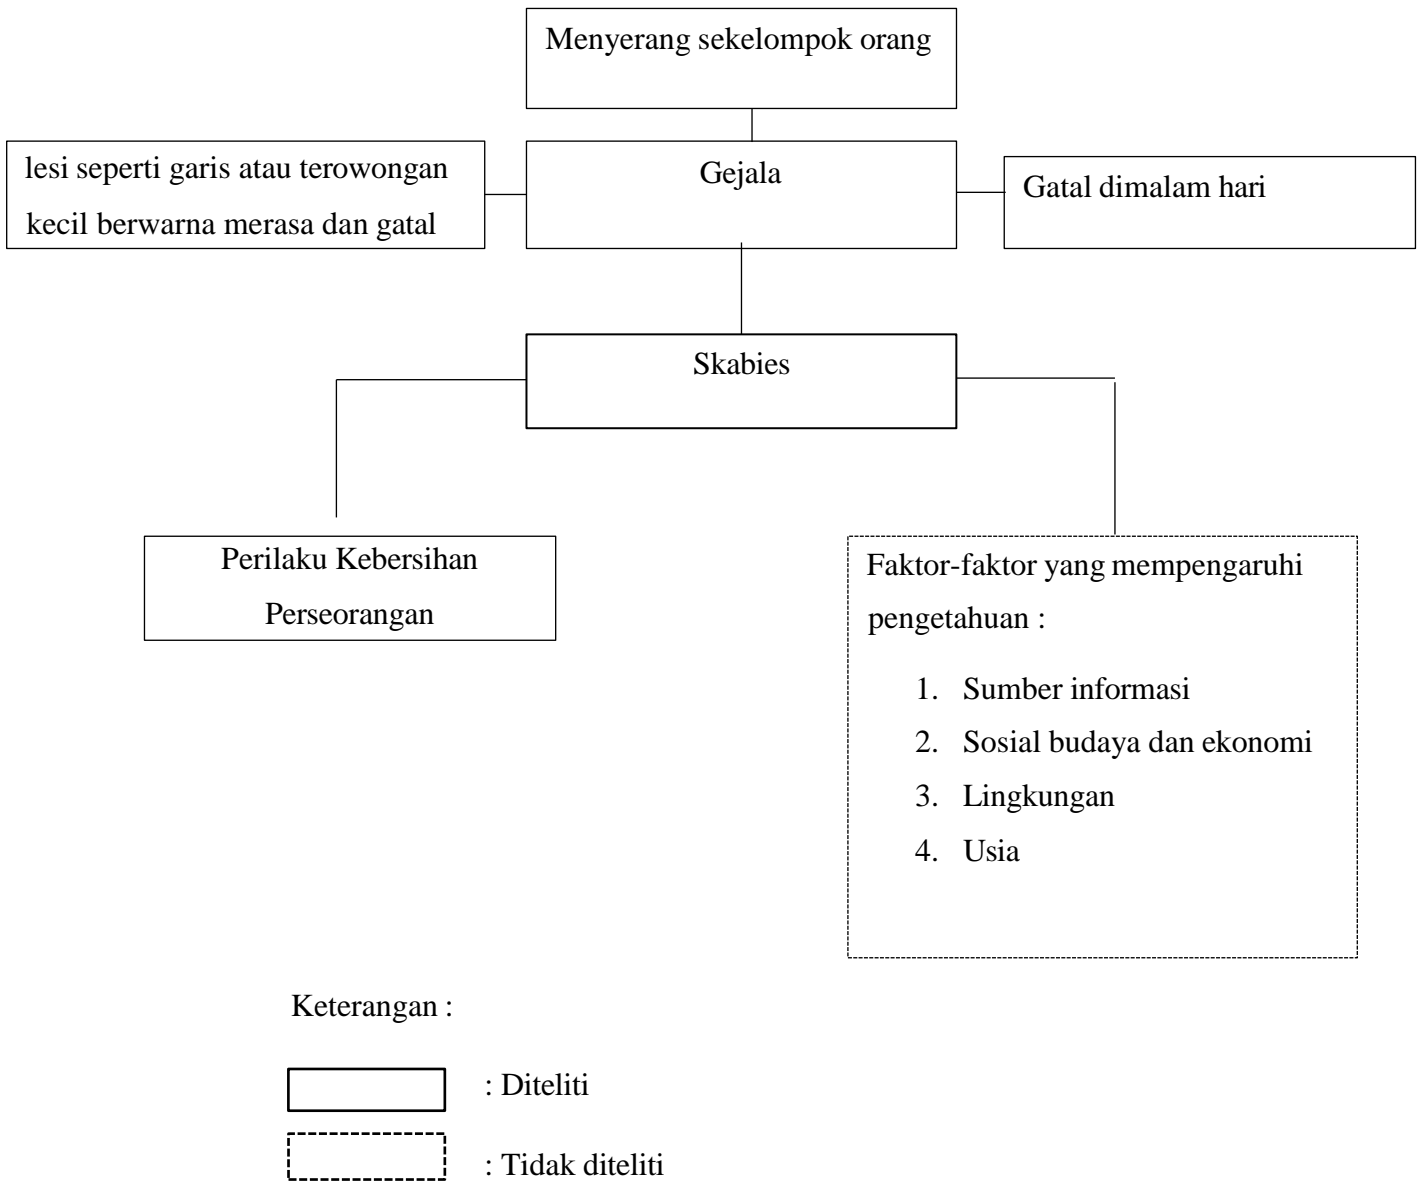 Menyerang sekelompok orang
lesi seperti garis atau terowongan
kecil berwarna merasa dan gatal
Gejala
Gatal dimalam hari
Skabies
Perilaku Kebersihan
Perseorangan
Faktor-faktor yang mempengaruhi
pengetahuan :
1. Sumber informasi
2. Sosial budaya dan ekonomi
3. Lingkungan
4. Usia
Keterangan :
: Diteliti
: Tidak diteliti